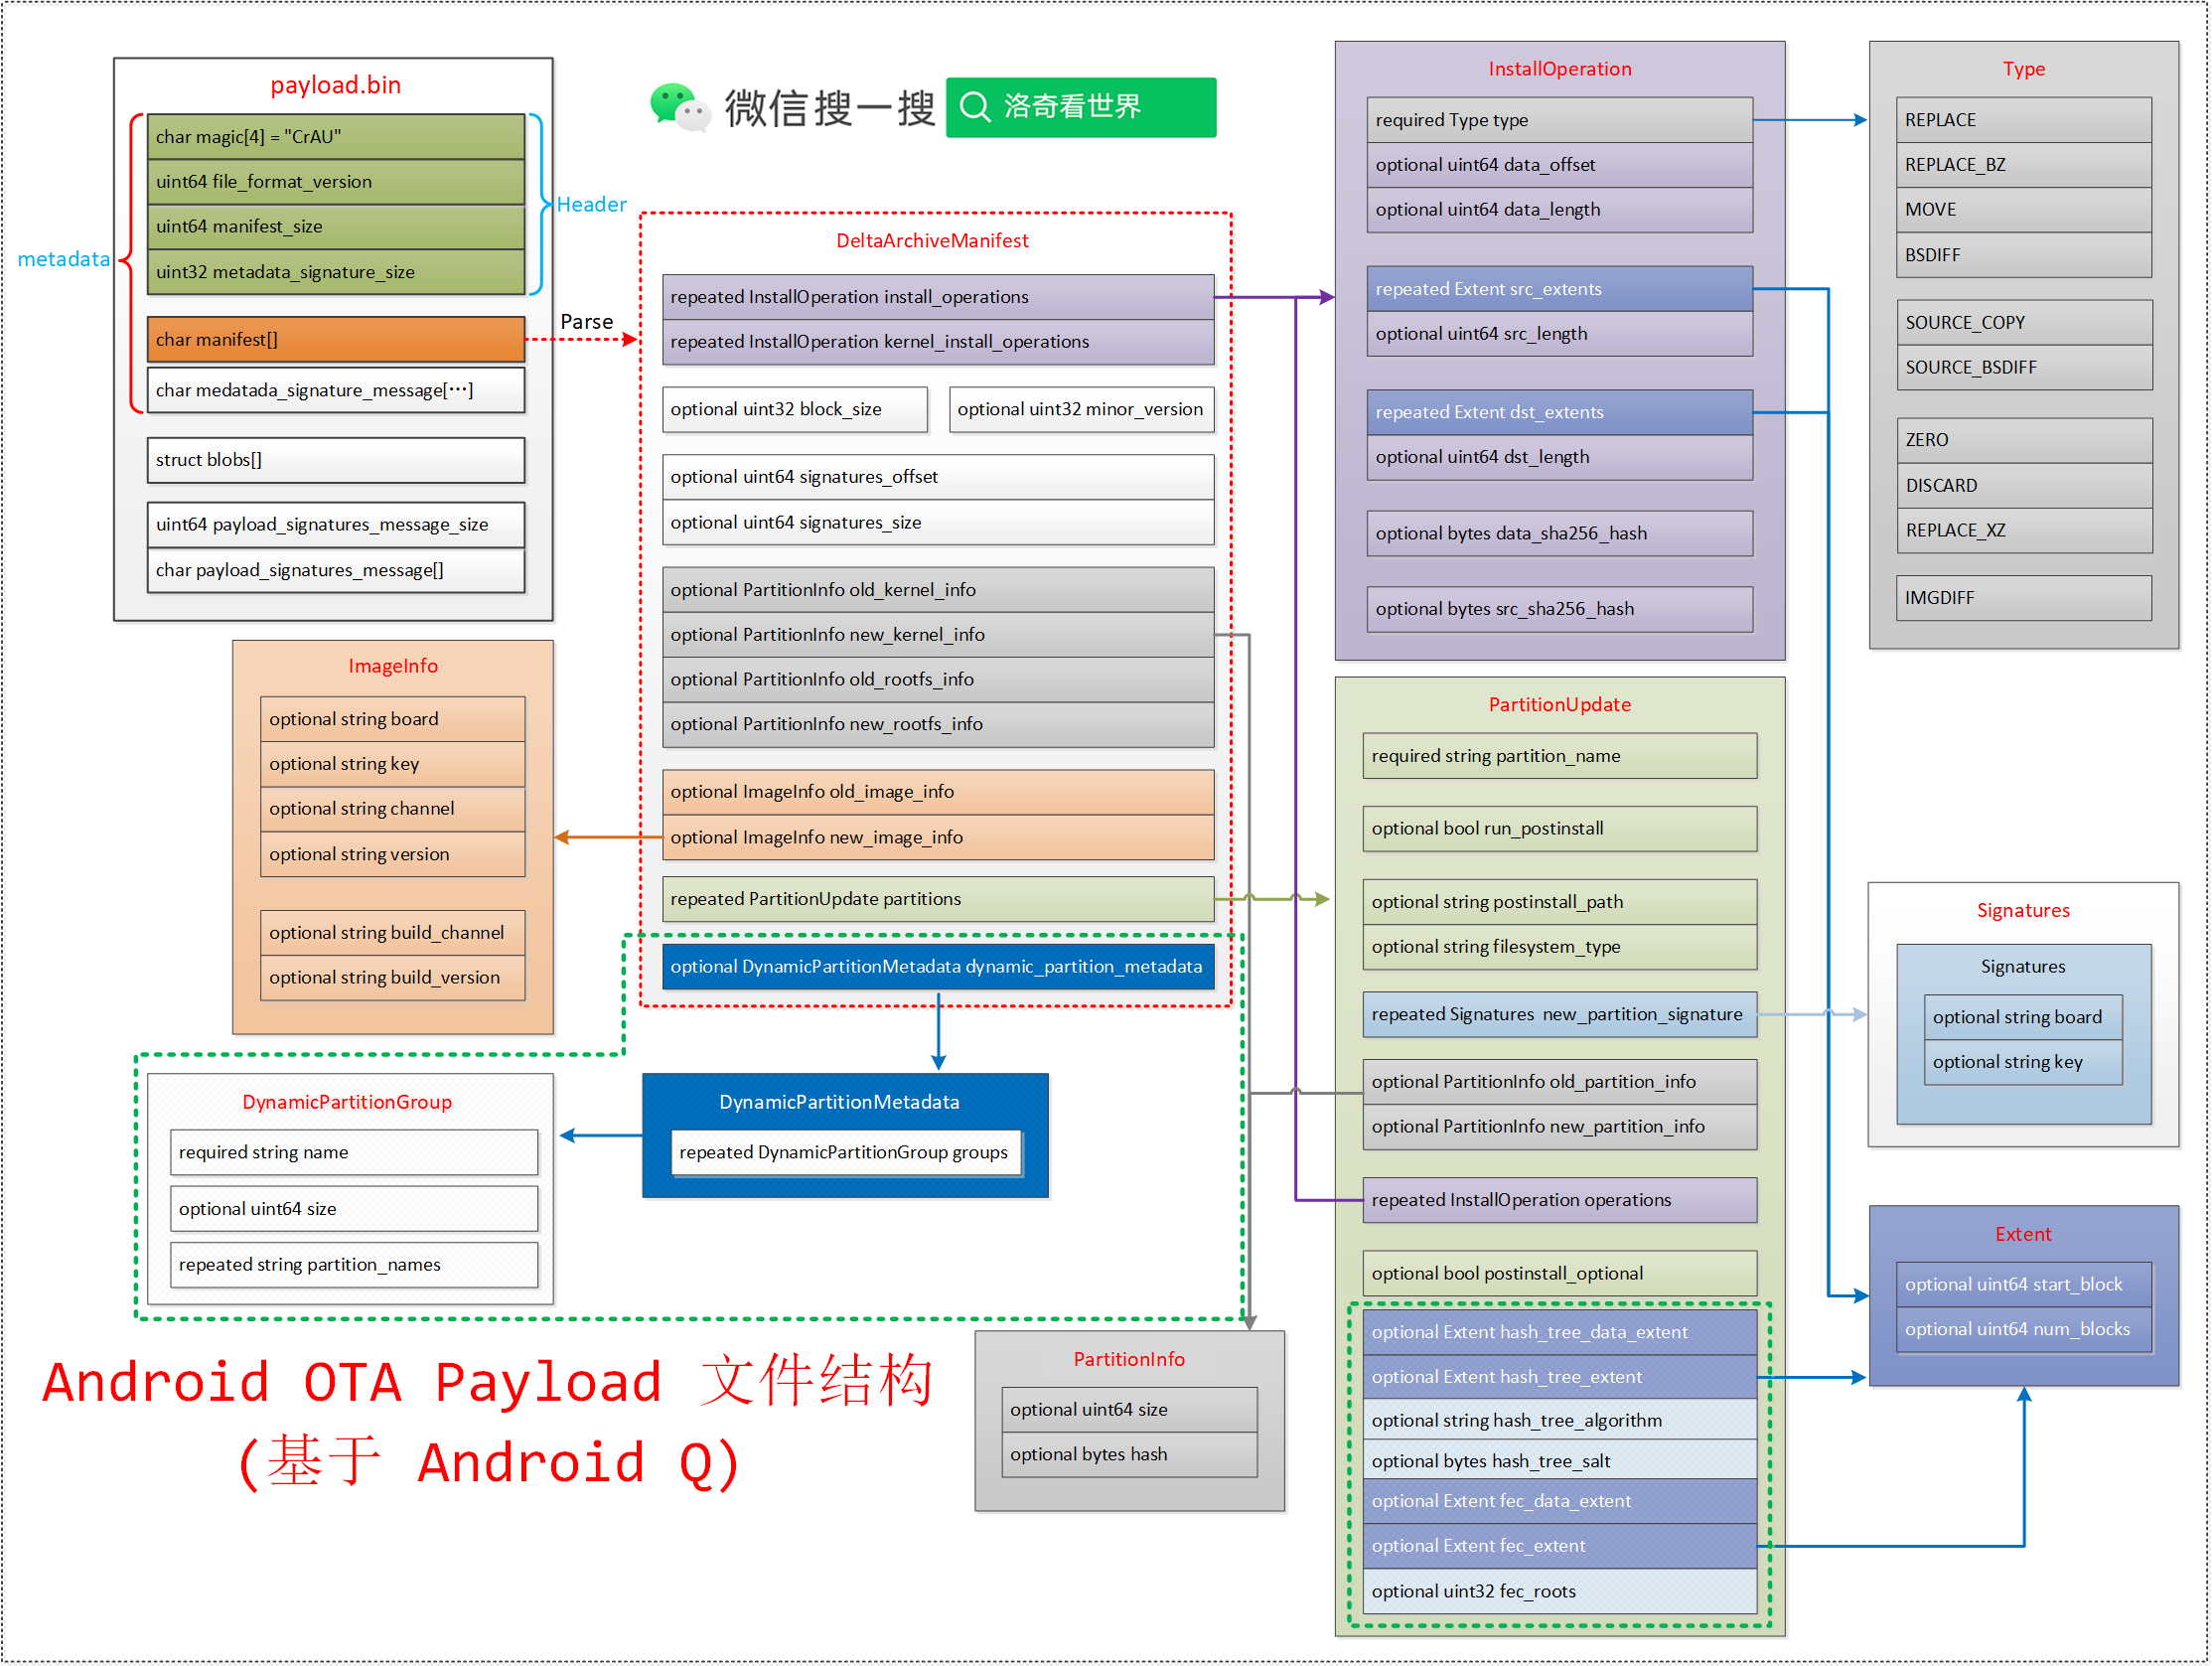 payload.bin
char magic[4] = "CrAU"
uint64 file_format_version
uint64 manifest_size
uint32 metadata_signature_size
Header
metadata
char manifest[]
Parse
char medatada_signature_message[⋯]
struct blobs[]
uint64 payload_signatures_message_size
char payload_signatures_message[]
微信搜一搜
洛奇看世界
DeltaArchiveManifest
repeated InstallOperation install_operations
repeated InstallOperation kernel_install_operations
optional uint32 block_size
optional uint32 minor_version
optional uint64 signatures_offset
optional uint64 signatures_size
optional PartitionInfo old_kernel_info
optional PartitionInfo new_kernel_info
optional PartitionInfo old_rootfs_info
optional PartitionInfo new_rootfs_info
optional ImageInfo old_image_info
optional ImageInfo new_image_info
repeated PartitionUpdate partitions
optional DynamicPartitionMetadata dynamic_partition_metadata
ImageInfo
optional string board
optional string key
optional string channel
optional string version
optional string build_channel
optional string build_version
DynamicPartitionGroup
required string name
optional uint64 size
repeated string partition_names
DynamicPartitionMetadata
repeated DynamicPartitionGroup groups
InstallOperation
required Type type
optional uint64 data_offset
optional uint64 data_length
repeated Extent src_extents
optional uint64 src_length
repeated Extent dst_extents
optional uint64 dst_length
optional bytes data_sha256_hash
optional bytes src_sha256_hash
Type
REPLACE
REPLACE_BZ
MOVE
BSDIFF
SOURCE_COPY
SOURCE_BSDIFF
ZERO
DISCARD
REPLACE_XZ
IMGDIFF
PartitionUpdate
required string partition_name
optional bool run_postinstall
optional string postinstall_path
optional string filesystem_type
repeated Signatures new_partition_signature
optional PartitionInfo old_partition_info
optional PartitionInfo new_partition_info
repeated InstallOperation operations
optional bool postinstall_optional
optional Extent hash_tree_data_extent
optional Extent hash_tree_extent
optional string hash_tree_algorithm
optional bytes hash_tree_salt
optional Extent fec_data_extent
optional Extent fec_extent
optional uint32 fec_roots
Signatures
Signatures
optional string board
optional string key
Extent
optional uint64 start_block
optional uint64 num_blocks
PartitionInfo
optional uint64 size
optional bytes hash
Android OTA Payload 文件结构
(基于 Android Q)